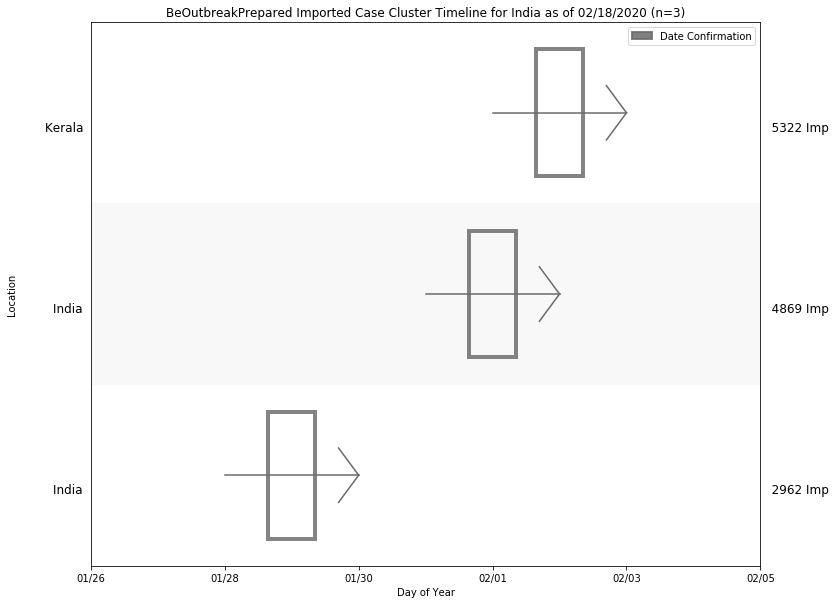 BeOutbreakPrepared Imported Case Cluster Timeline for India as of 02/18/2020 (n=3)
Date Confirmation
Kerala
5322 Imp
India
4869 Imp
Location
India
2962 Imp
01/26
01/28
01/30
02/01
02/03
02/05
Day of Year